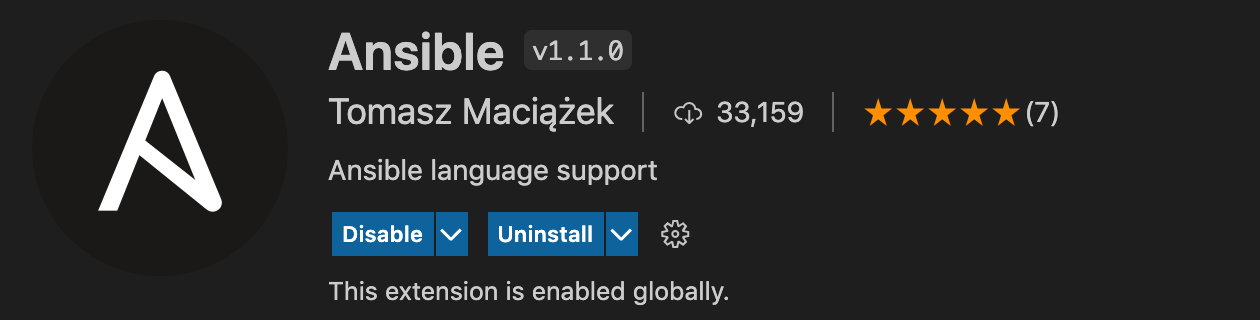 Ansible v1.1.0
Tomasz Maciążek 33,159 (7)
Ansible language support
Disable Uninstall
This extension is enabled globally.